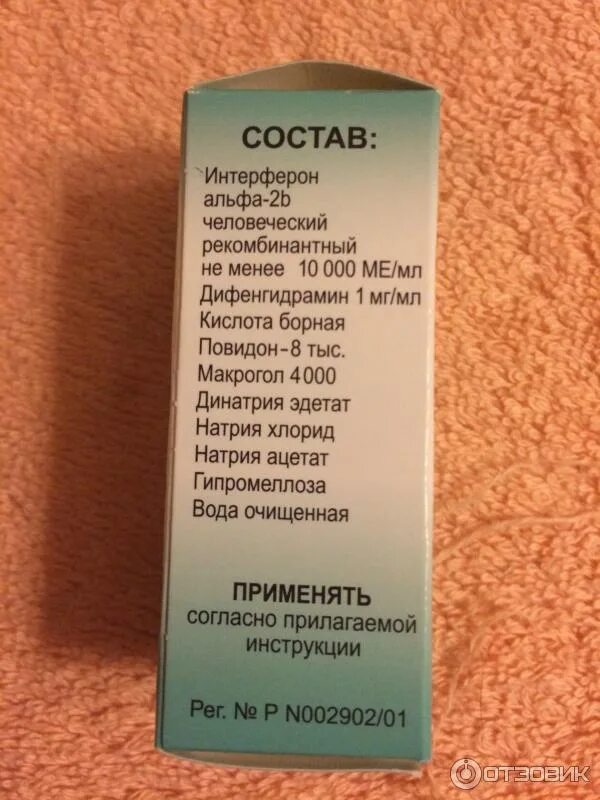 СОСТАВ:
Интерферон
альфа-2b
человеческий
рекомбинантный
не менее 10 000 МЕ/мл
Дифенгидрамин 1 мг/мл
Кислота борная
Повидон-8 тыс.
Макрогол 4000
Динатрия эдетат
Натрия хлорид
Натрия ацетат
Гипромеллоза
Вода очищенная
ПРИМЕНЯТЬ
согласно прилагаемой
инструкции
Рег. № Р N002902/01
ОТЗОВИК